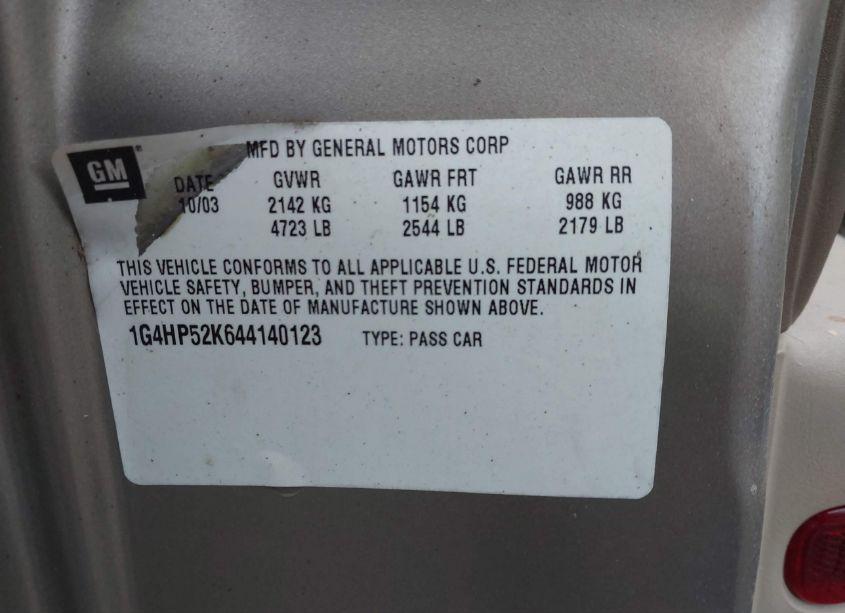 GM
MFD BY GENERAL MOTORS CORP
DATE GVWR GAWR FRT GAWR RR
10/03 2142 KG 1154 KG 988 KG
4723 LB 2544 LB 2179 LB
THIS VEHICLE CONFORMS TO ALL APPLICABLE U.S. FEDERAL MOTOR
VEHICLE SAFETY, BUMPER, AND THEFT PREVENTION STANDARDS IN
EFFECT ON THE DATE OF MANUFACTURE SHOWN ABOVE.
1G4HP52K644140123 TYPE: PASS CAR